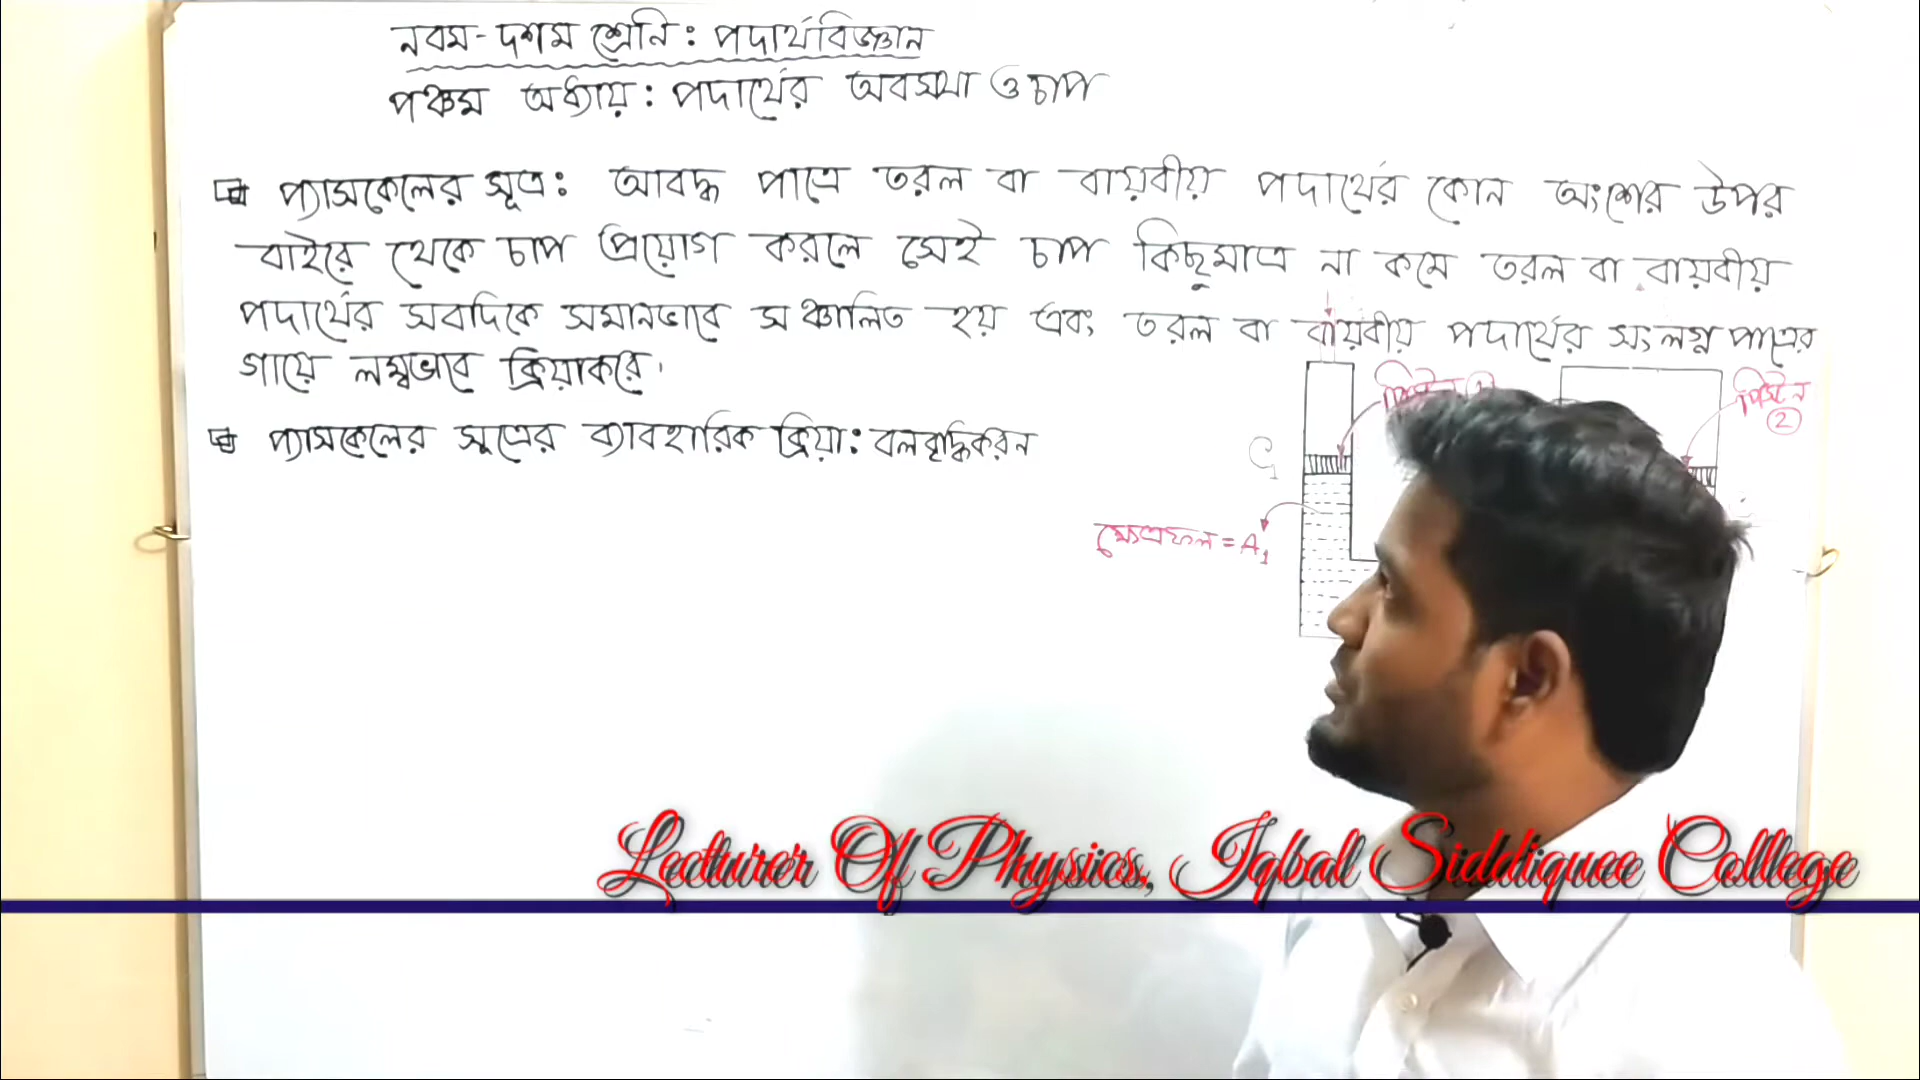 নবম-দশম শ্রেনি: পদার্থবিজ্ঞান
পঞ্চম অধ্যায়: পদার্থের অবস্থা ও চাপ
প্যাসকেলের সূত্র: আবদ্ধ পাত্রে তরল বা বায়বীয় পদার্থের কোন অংশের উপর
বাইরে থেকে চাপ প্রয়োগ করলে সেই চাপ কিছুমাত্র না কমে তরল বা বায়বীয়
পদার্থের সবদিকে সমানভাবে সঞ্চালিত হয় এবং তরল বা বায়বীয় পদার্থের সংলগ্ন পাত্রের
গায়ে লম্বভাবে ক্রিয়াকরে।
প্যাসকেলের সূত্রের ব্যাবহারিক ক্রিয়া: বলবৃদ্ধিকরন
পিস্টন
②
ক্ষেত্রফল = A₁
Lecturer Of Physics, Iqbal Siddiquee Colllege